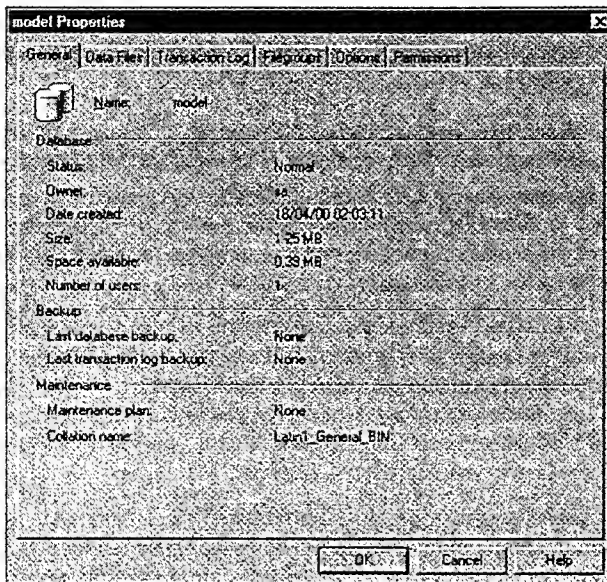 model Properties
General Data Files Transaction Log Filegroups Options Permissions
Name: model
Database
Status: Normal
Owner: sa
Date created: 18/04/00 02:03:11
Size: 1.25 MB
Space available: 0.39 MB
Number of users: 1
Backup
Last database backup: None
Last transaction log backup: None
Maintenance
Maintenance plan: None
Collation name: Latin1_General_BIN
OK Cancel Help